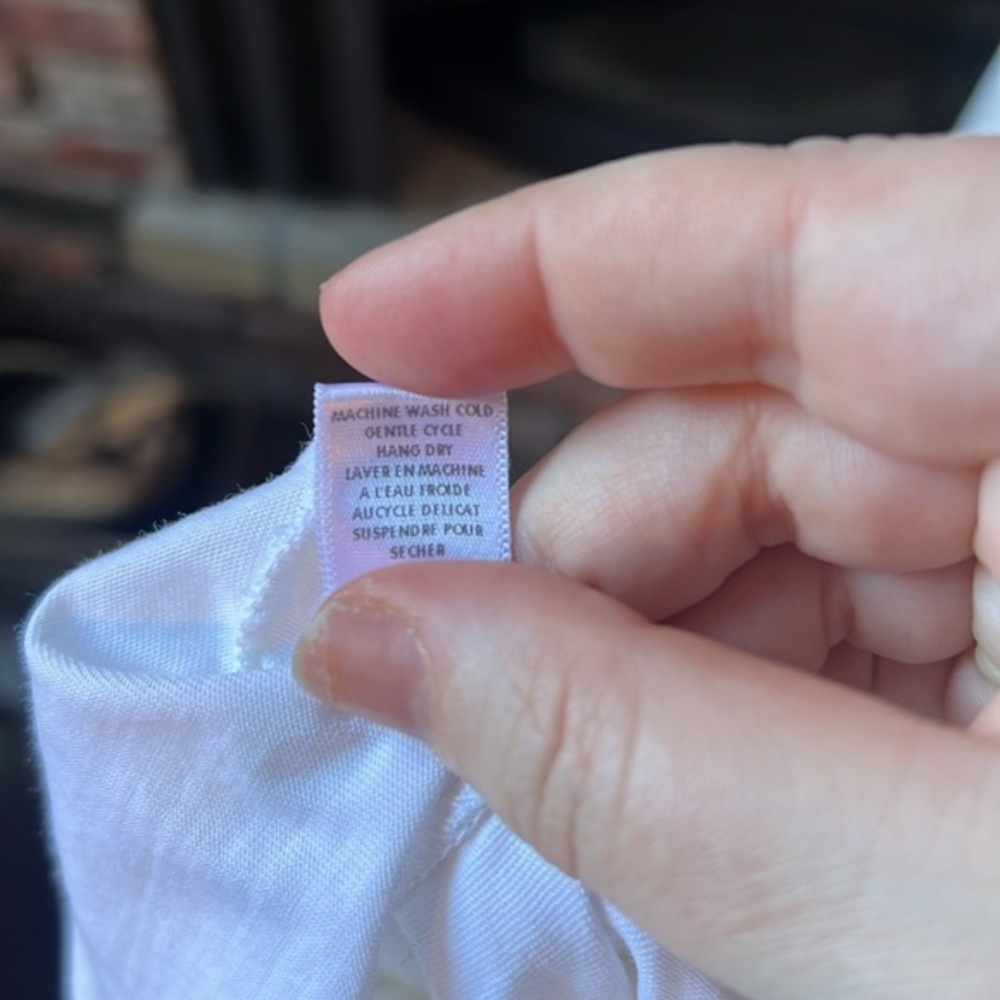 MACHINE WASH COLD
GENTLE CYCLE
HANG DRY
LAVER EN MACHINE
A L'EAU FROIDE
AU CYCLE DELICAT
SUSPENDRE POUR
SECHER